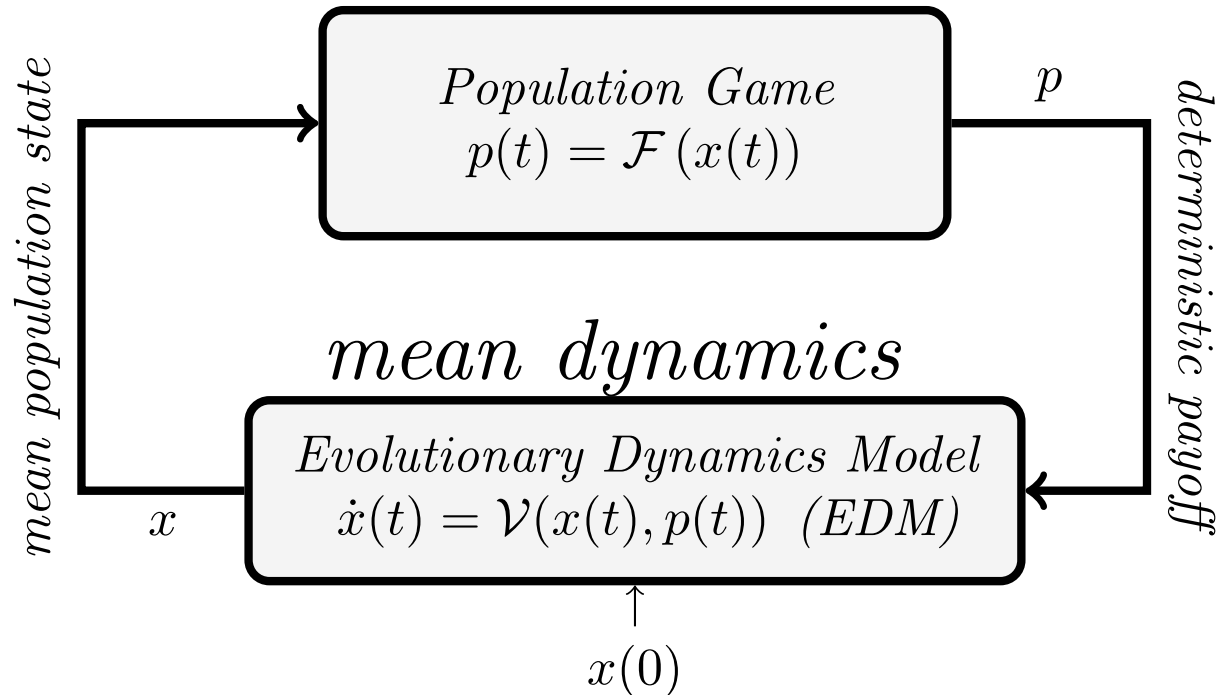 Population Game
p(t) = ℱ (x(t))
p
mean population state
deterministic payoff
mean dynamics
Evolutionary Dynamics Model
ẋ(t) = 𝒱(x(t), p(t)) (EDM)
x
x(0)